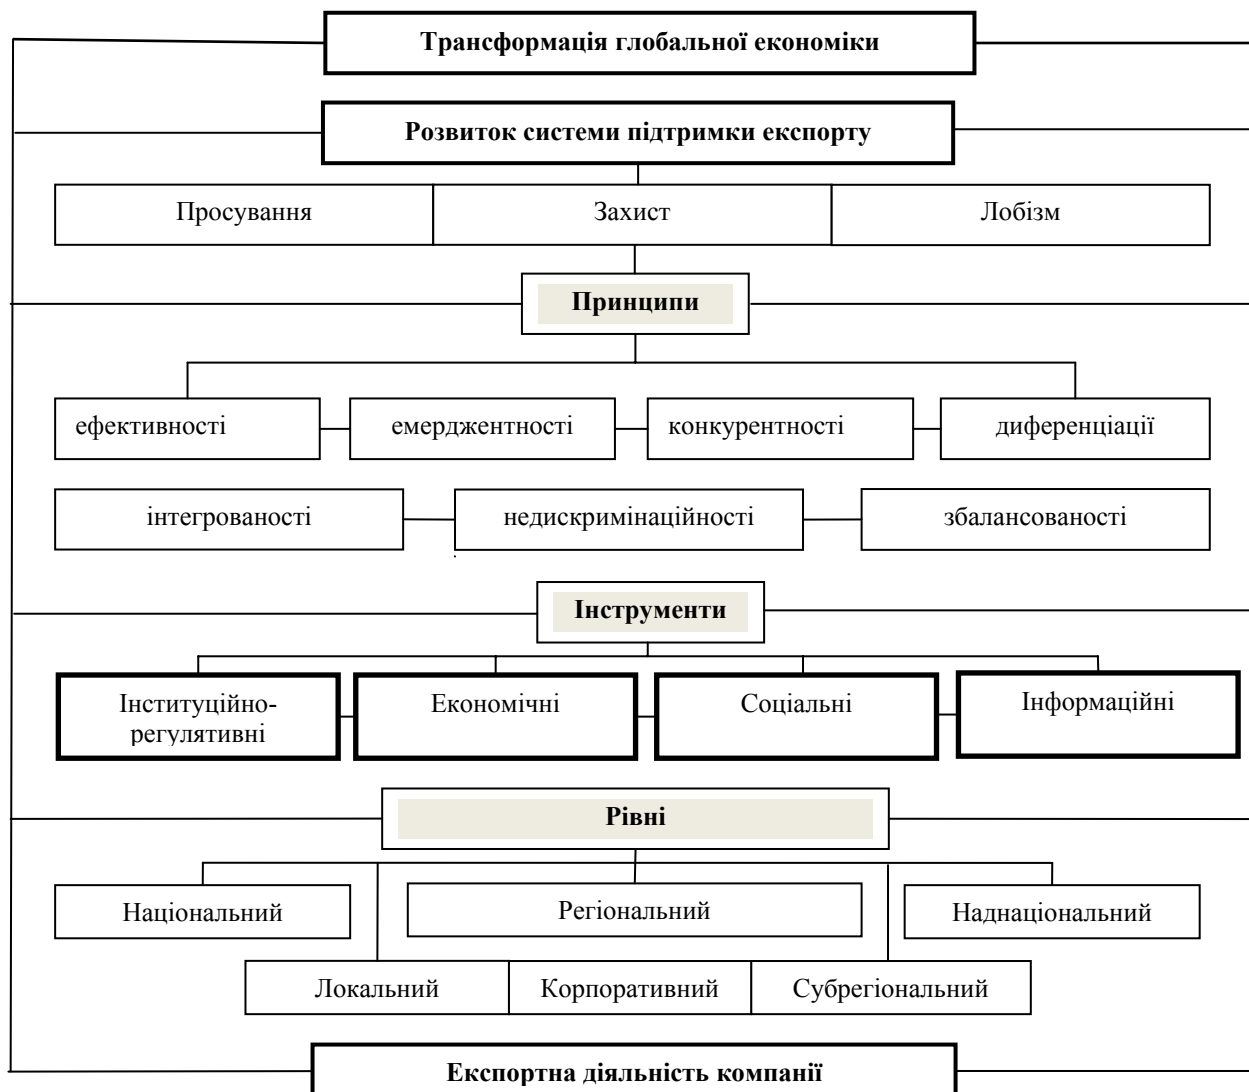 Трансформація глобальної економіки
Розвиток системи підтримки експорту
Просування
Захист
Лобізм
Принципи
ефективності
емерджентності
конкурентності
диференціації
інтегрованості
недискримінаційності
збалансованості
Інструменти
Інституційно-
регулятивні
Економічні
Соціальні
Інформаційні
Рівні
Національний
Регіональний
Наднаціональний
Локальний
Корпоративний
Субрегіональний
Експортна діяльність компанії